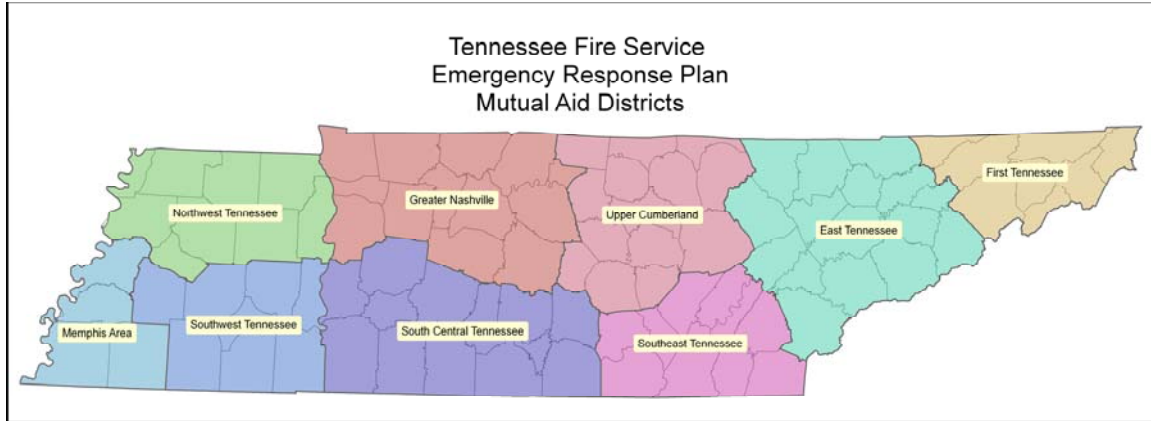 Tennessee Fire Service
Emergency Response Plan
Mutual Aid Districts
First Tennessee
Greater Nashville
Northwest Tennessee
Upper Cumberland
East Tennessee
Memphis Area
Southwest Tennessee
South Central Tennessee
Southeast Tennessee